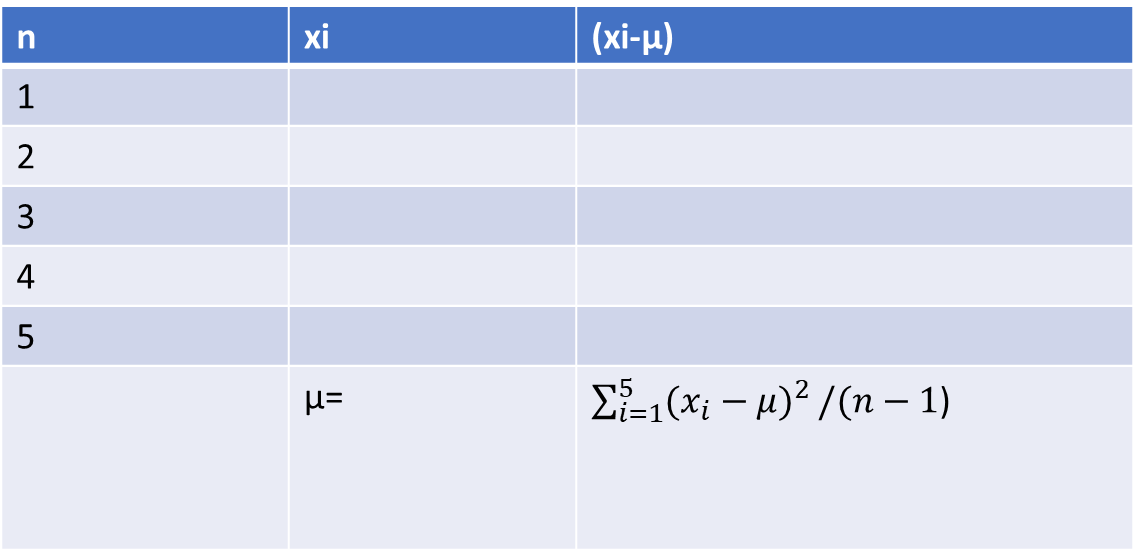 n xi (xi-μ)
1
2
3
4
5
μ= ∑_{i=1}^{5}(x_i − μ)^2 /(n − 1)